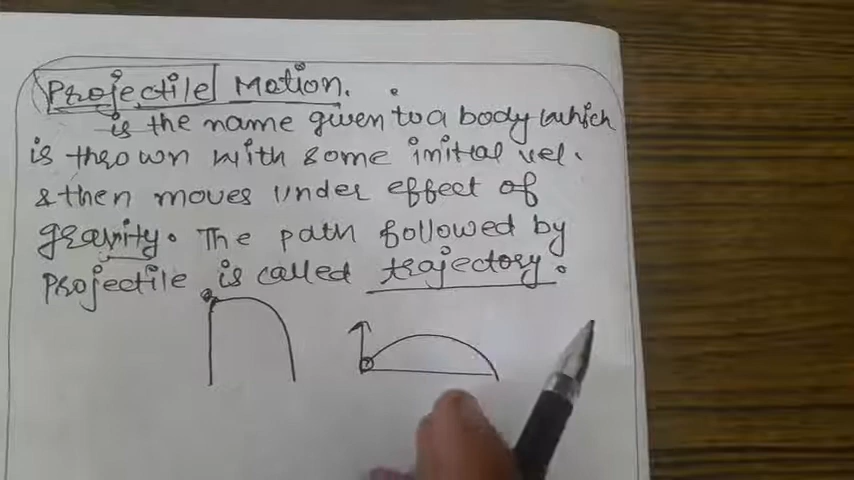 Projectile Motion.
is the name given to a body which
is thrown with some initial vel.
& then moves under effect of
gravity. The path followed by
projectile is called trajectory.